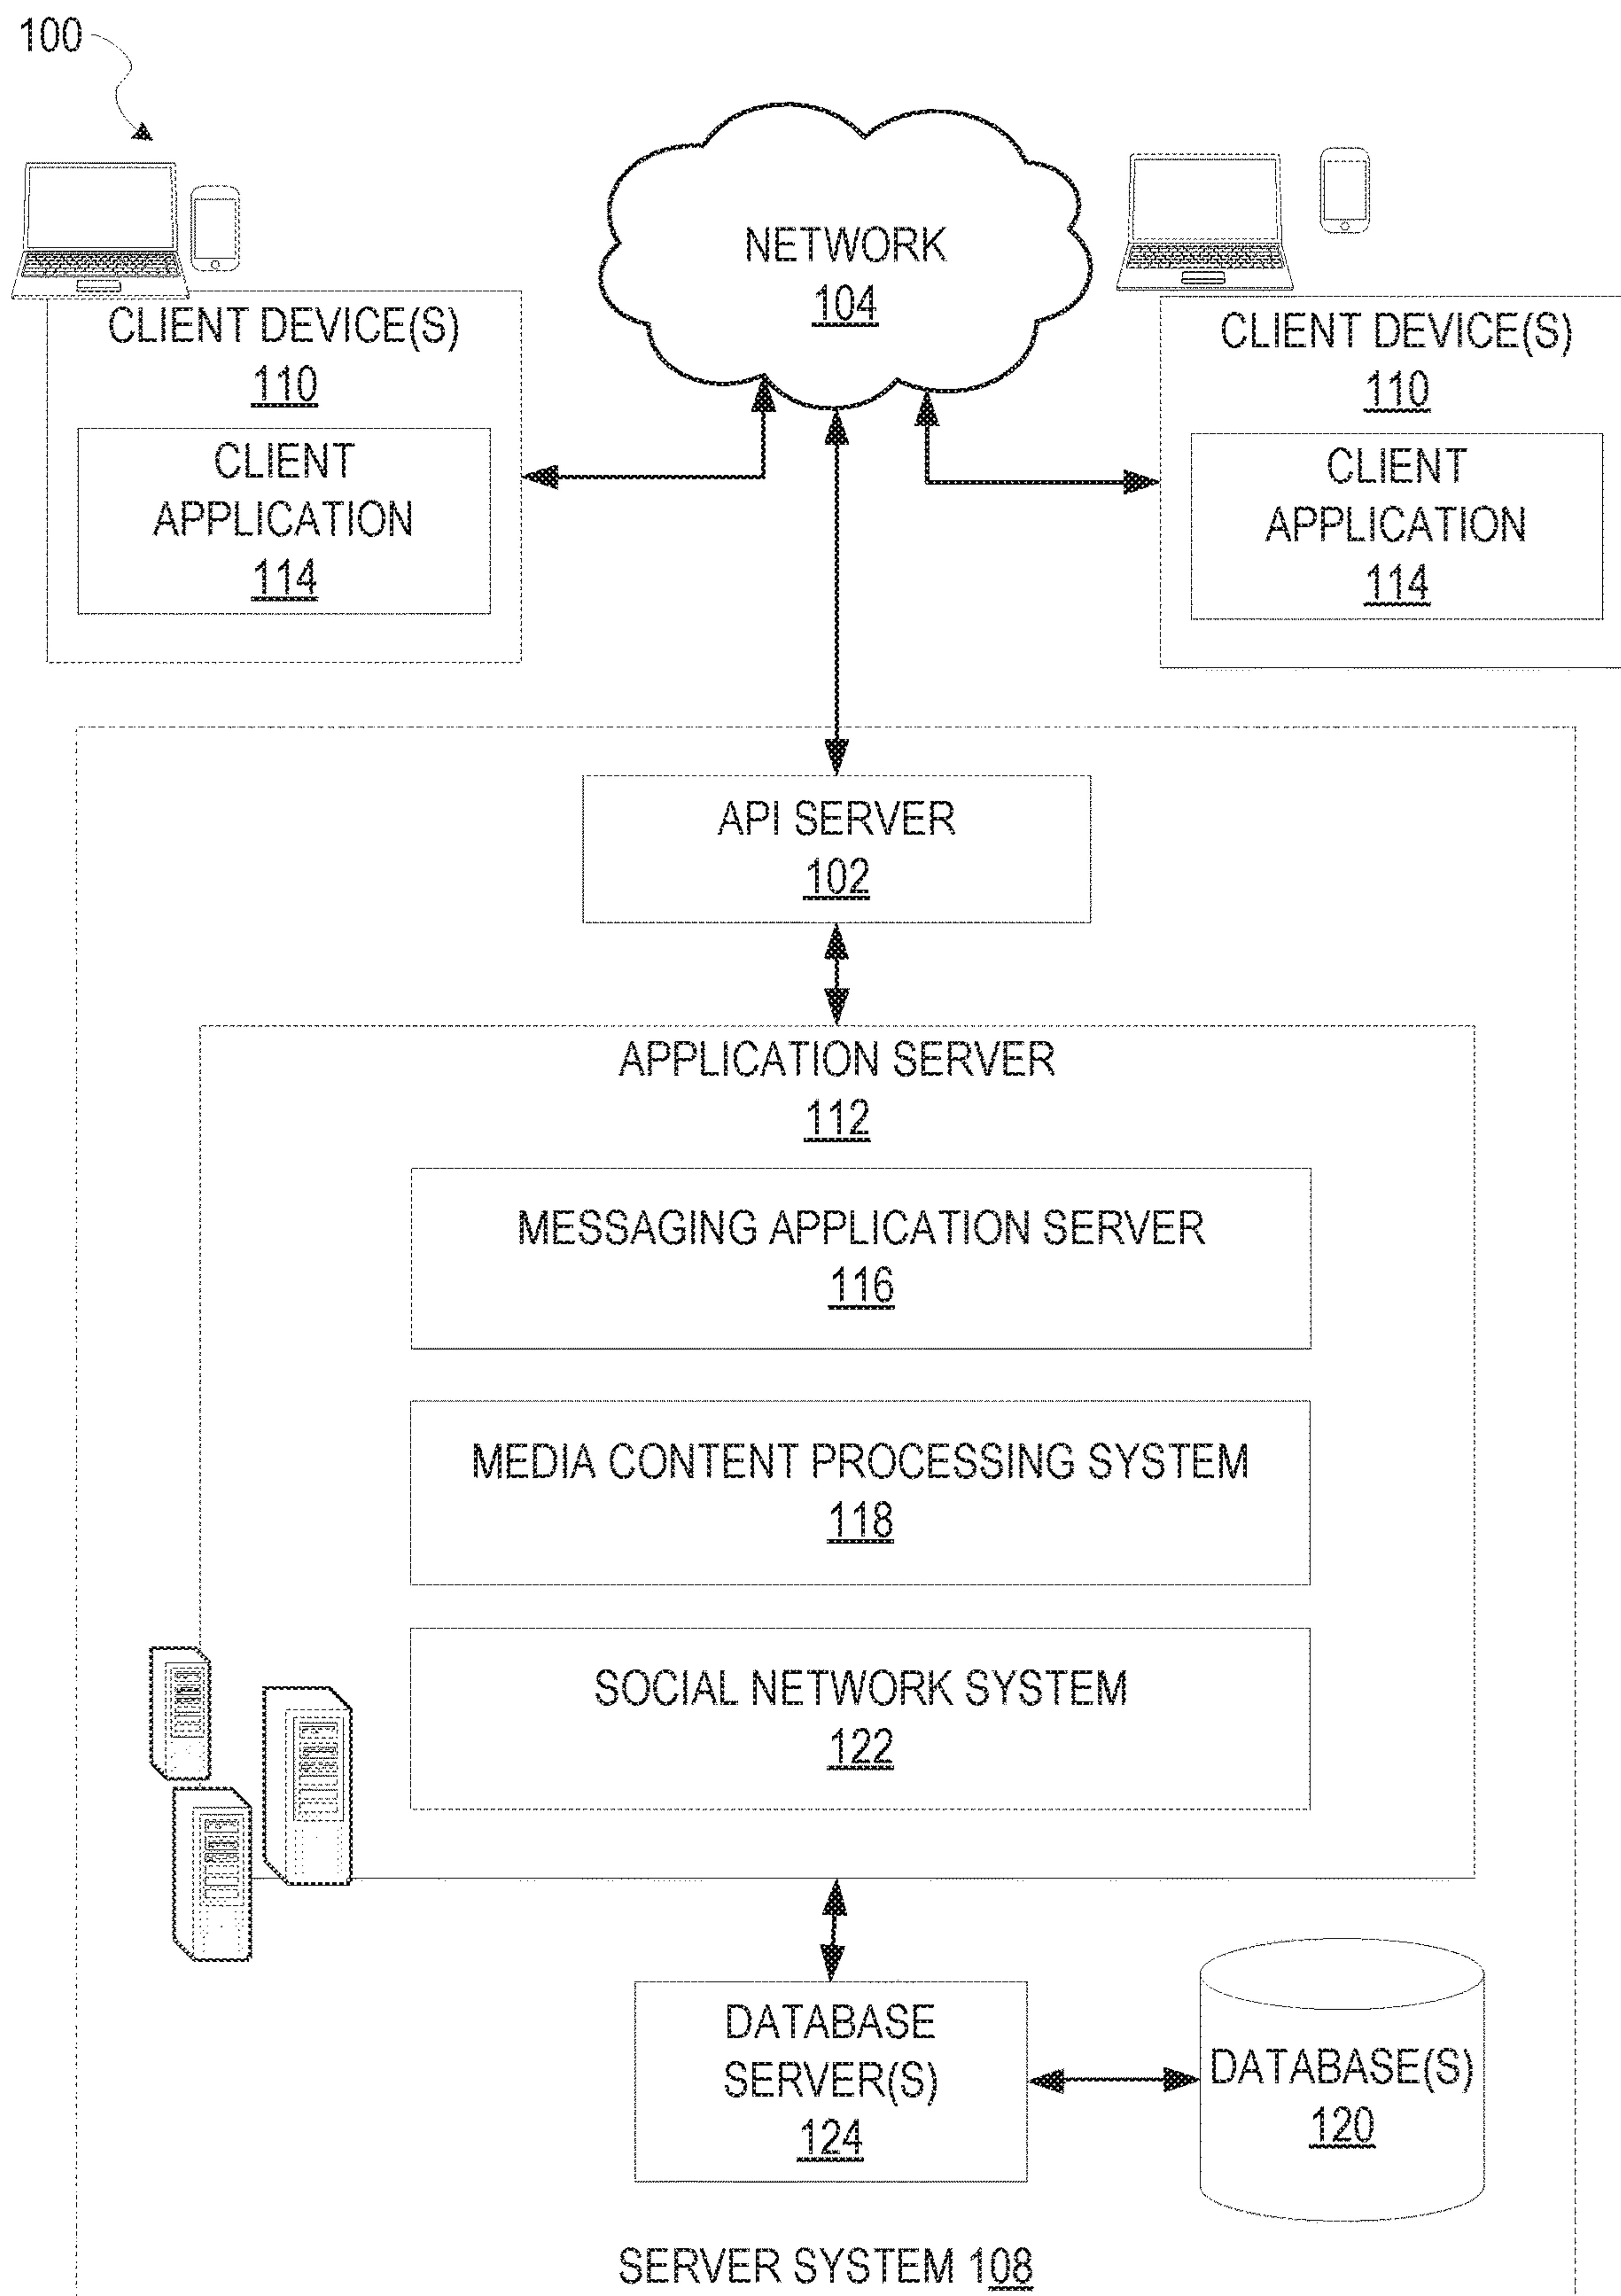 100
NETWORK
104
CLIENT DEVICE(S)
110
CLIENT
APPLICATION
114
CLIENT DEVICE(S)
110
CLIENT
APPLICATION
114
API SERVER
102
APPLICATION SERVER
112
MESSAGING APPLICATION SERVER
116
MEDIA CONTENT PROCESSING SYSTEM
118
SOCIAL NETWORK SYSTEM
122
DATABASE
SERVER(S)
124
DATABASE(S)
120
SERVER SYSTEM 108